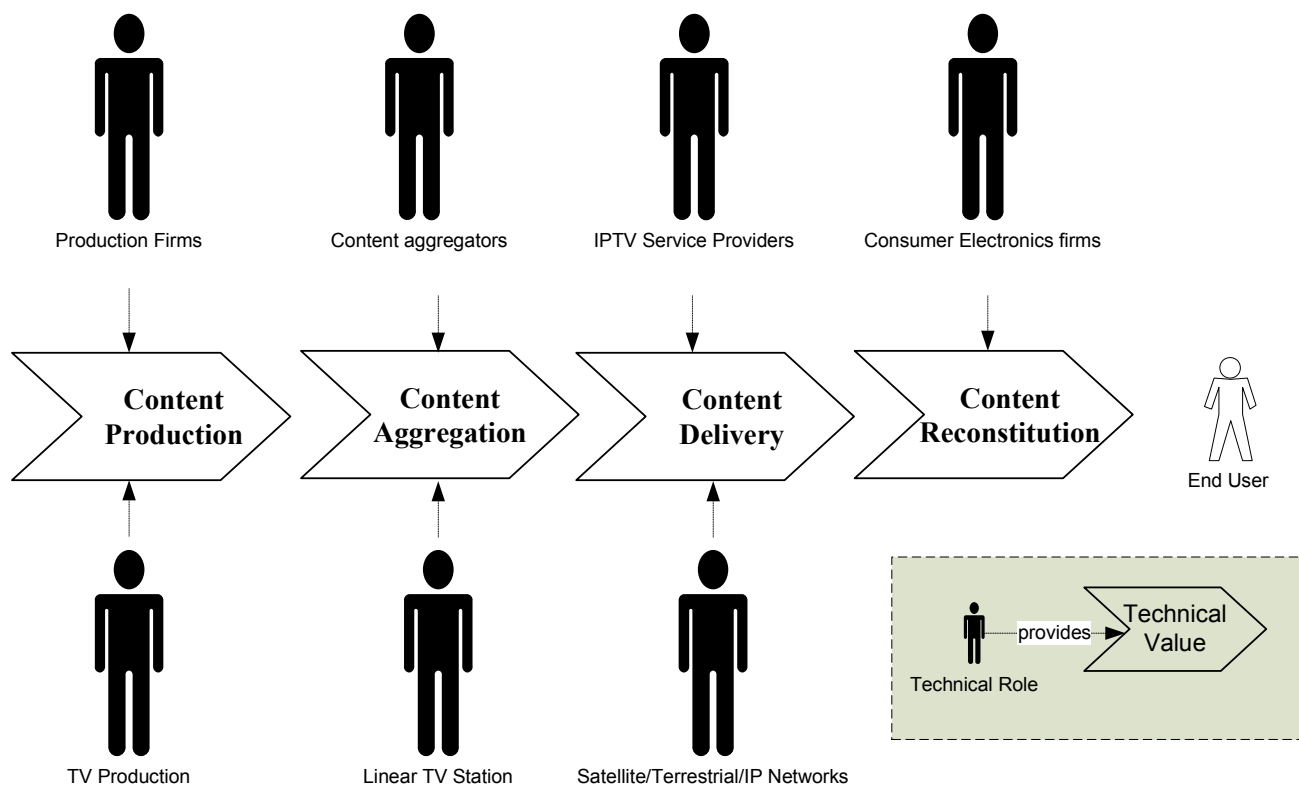 Production Firms
Content aggregators
IPTV Service Providers
Consumer Electronics firms
Content
Production
Content
Aggregation
Content
Delivery
Content
Reconstitution
End User
TV Production
Linear TV Station
Satellite/Terrestrial/IP Networks
provides
Technical
Value
Technical Role